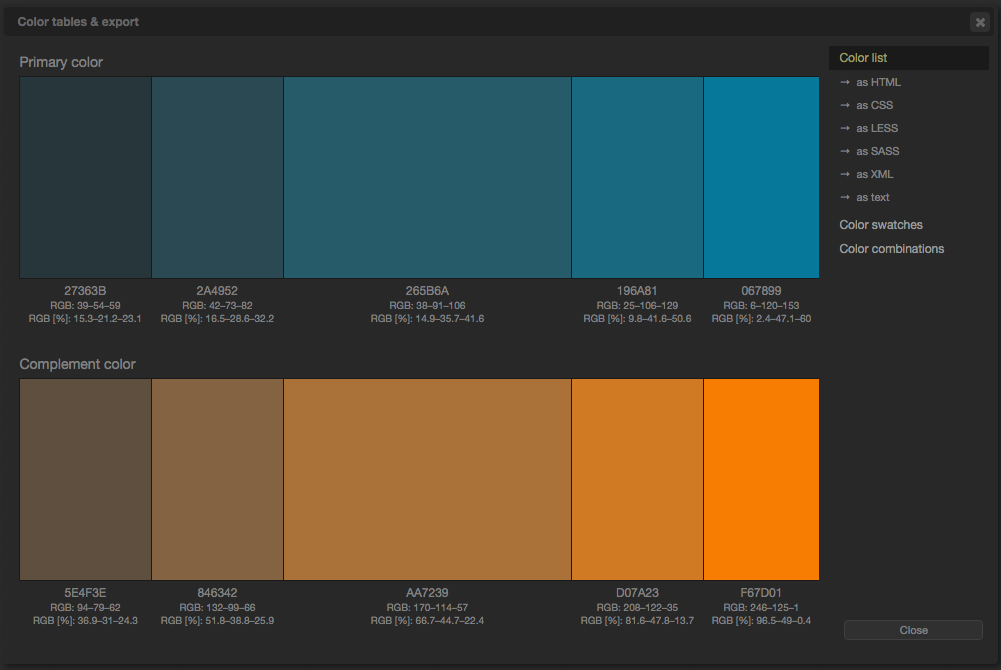 Color tables & export
Primary color
27363B
RGB: 39–54–59
RGB [%]: 15.3–21.2–23.1
2A4952
RGB: 42–73–82
RGB [%]: 16.5–28.6–32.2
265B6A
RGB: 38–91–106
RGB [%]: 14.9–35.7–41.6
196A81
RGB: 25–106–129
RGB [%]: 9.8–41.6–50.6
067899
RGB: 6–120–153
RGB [%]: 2.4–47.1–60
Complement color
5E4F3E
RGB: 94–79–62
RGB [%]: 36.9–31–24.3
846342
RGB: 132–99–66
RGB [%]: 51.8–38.8–25.9
AA7239
RGB: 170–114–57
RGB [%]: 66.7–44.7–22.4
D07A23
RGB: 208–122–35
RGB [%]: 81.6–47.8–13.7
F67D01
RGB: 246–125–1
RGB [%]: 96.5–49–0.4
Color list
→ as HTML
→ as CSS
→ as LESS
→ as SASS
→ as XML
→ as text
Color swatches
Color combinations
Close